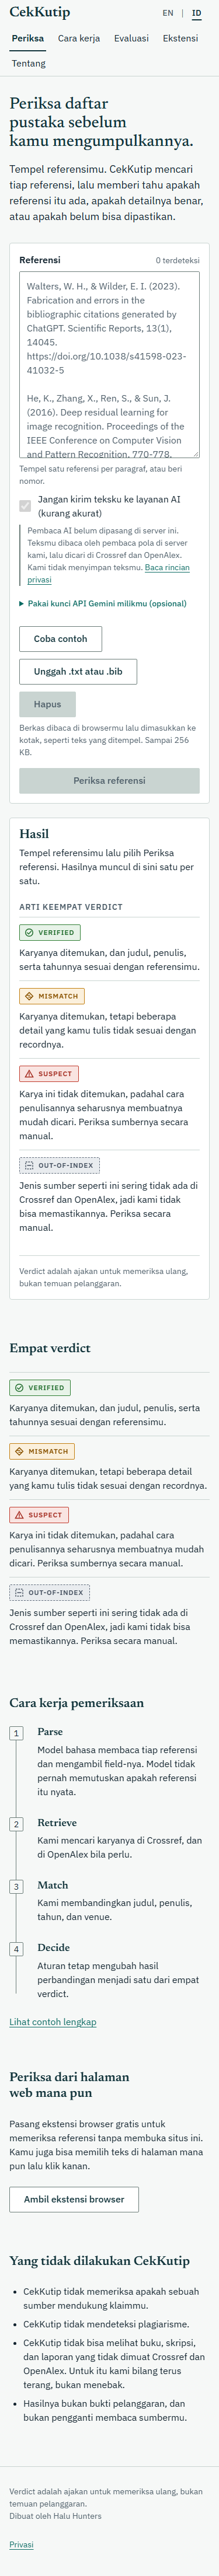 CekKutip
EN | ID
Periksa Cara kerja Evaluasi Ekstensi
Tentang
Periksa daftar
pustaka sebelum
kamu mengumpulkannya.
Tempel referensimu. CekKutip mencari
tiap referensi, lalu memberi tahu apakah
referensi itu ada, apakah detailnya benar,
atau apakah belum bisa dipastikan.
Referensi
0 terdeteksi
Walters, W. H., & Wilder, E. I. (2023).
Fabrication and errors in the
bibliographic citations generated by
ChatGPT. Scientific Reports, 13(1),
14045.
https://doi.org/10.1038/s41598-023-
41032-5
He, K., Zhang, X., Ren, S., & Sun, J.
(2016). Deep residual learning for
image recognition. Proceedings of the
IEEE Conference on Computer Vision
and Pattern Recognition, 770-778.
Tempel satu referensi per paragraf, atau beri
nomor.
Jangan kirim teksku ke layanan AI
(kurang akurat)
Pembaca AI belum dipasang di server ini.
Teksmu dibaca oleh pembaca pola di server
kami, lalu dicari di Crossref dan OpenAlex.
Kami tidak menyimpan teksmu. Baca rincian
privasi
Pakai kunci API Gemini milikmu (opsional)
Coba contoh
Unggah .txt atau .bib
Hapus
Berkas dibaca di browsermu lalu dimasukkan ke
kotak, seperti teks yang ditempel. Sampai 256
KB.
Periksa referensi
Hasil
Tempel referensimu lalu pilih Periksa
referensi. Hasilnya muncul di sini satu per
satu.
ARTI KEEMPAT VERDICT
VERIFIED
Karyanya ditemukan, dan judul, penulis,
serta tahunnya sesuai dengan referensimu.
MISMATCH
Karyanya ditemukan, tetapi beberapa
detail yang kamu tulis tidak sesuai dengan
recordnya.
SUSPECT
Karya ini tidak ditemukan, padahal cara
penulisannya seharusnya membuatnya
mudah dicari. Periksa sumbernya secara
manual.
OUT-OF-INDEX
Jenis sumber seperti ini sering tidak ada di
Crossref dan OpenAlex, jadi kami tidak
bisa memastikannya. Periksa secara
manual.
Verdict adalah ajakan untuk memeriksa ulang,
bukan temuan pelanggaran.
Empat verdict
VERIFIED
Karyanya ditemukan, dan judul, penulis, serta
tahunnya sesuai dengan referensimu.
MISMATCH
Karyanya ditemukan, tetapi beberapa detail
yang kamu tulis tidak sesuai dengan recordnya.
SUSPECT
Karya ini tidak ditemukan, padahal cara
penulisannya seharusnya membuatnya mudah
dicari. Periksa sumbernya secara manual.
OUT-OF-INDEX
Jenis sumber seperti ini sering tidak ada di
Crossref dan OpenAlex, jadi kami tidak bisa
memastikannya. Periksa secara manual.
Cara kerja pemeriksaan
1 Parse
Model bahasa membaca tiap referensi
dan mengambil field-nya. Model tidak
pernah memutuskan apakah referensi
itu nyata.
2 Retrieve
Kami mencari karyanya di Crossref, dan
di OpenAlex bila perlu.
3 Match
Kami membandingkan judul, penulis,
tahun, dan venue.
4 Decide
Aturan tetap mengubah hasil
perbandingan menjadi satu dari empat
verdict.
Lihat contoh lengkap
Periksa dari halaman
web mana pun
Pasang ekstensi browser gratis untuk
memeriksa referensi tanpa membuka situs ini.
Kamu juga bisa memilih teks di halaman mana
pun lalu klik kanan.
Ambil ekstensi browser
Yang tidak dilakukan CekKutip
• CekKutip tidak memeriksa apakah sebuah
sumber mendukung klaimmu.
• CekKutip tidak mendeteksi plagiarisme.
• CekKutip tidak bisa melihat buku, skripsi,
dan laporan yang tidak dimuat Crossref dan
OpenAlex. Untuk itu kami bilang terus
terang, bukan menebak.
• Hasilnya bukan bukti pelanggaran, dan
bukan pengganti membaca sumbermu.
Verdict adalah ajakan untuk memeriksa ulang, bukan
temuan pelanggaran.
Dibuat oleh Halu Hunters
Privasi